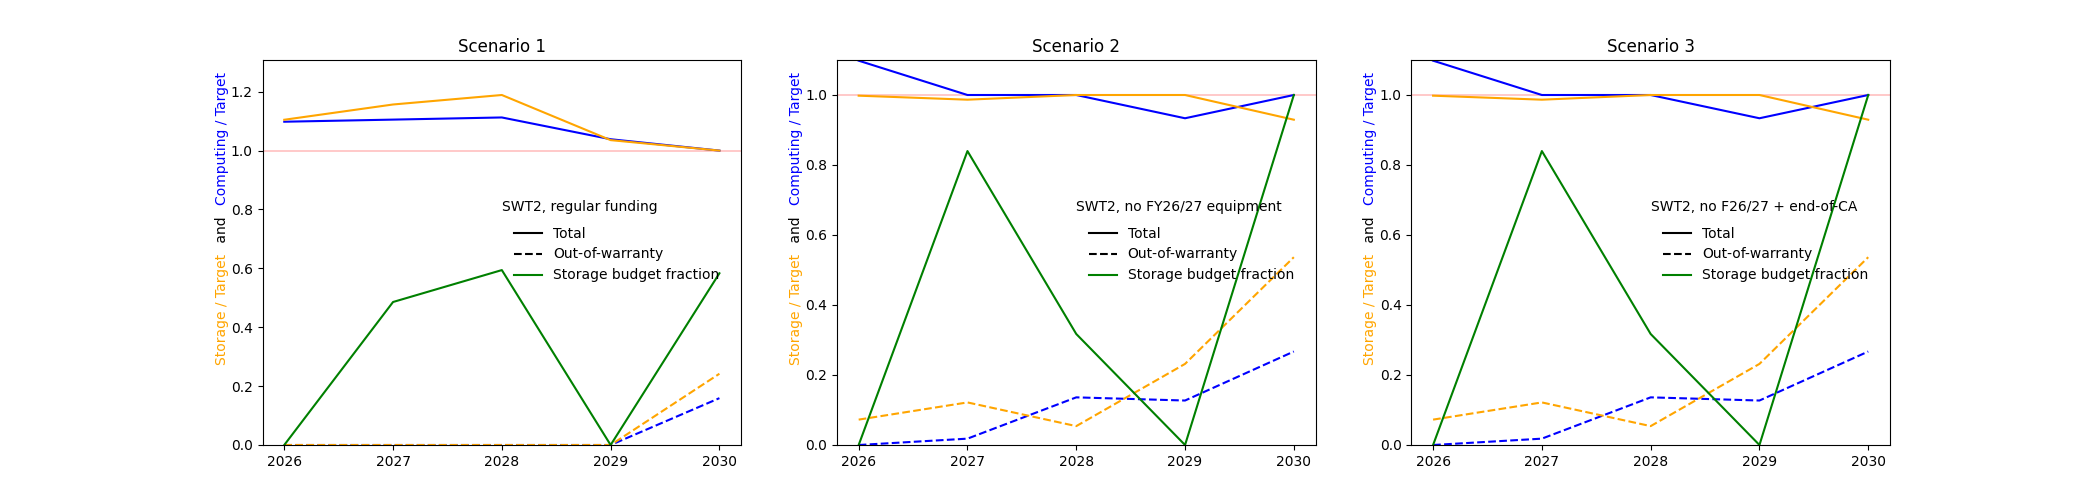 Scenario 1
Storage / Target and Computing / Target
1.2
1.0
0.8
0.6
0.4
0.2
0.0
SWT2, regular funding
Total
Out-of-warranty
Storage budget fraction
2026 2027 2028 2029 2030
Scenario 2
Storage / Target and Computing / Target
1.0
0.8
0.6
0.4
0.2
0.0
SWT2, no FY26/27 equipment
Total
Out-of-warranty
Storage budget fraction
2026 2027 2028 2029 2030
Scenario 3
Storage / Target and Computing / Target
1.0
0.8
0.6
0.4
0.2
0.0
SWT2, no F26/27 + end-of-CA
Total
Out-of-warranty
Storage budget fraction
2026 2027 2028 2029 2030